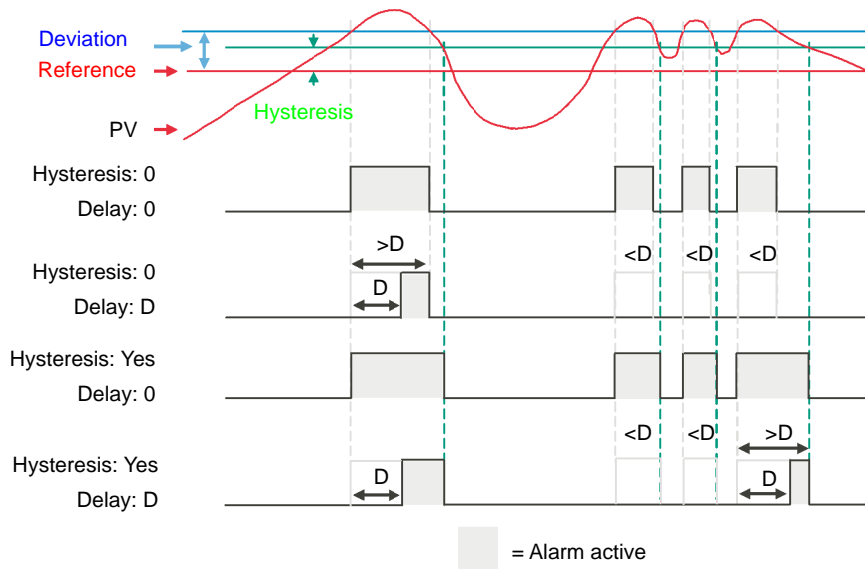 Deviation
Reference
Hysteresis
PV
Hysteresis: 0
Delay: 0
>D
<D <D <D
Hysteresis: 0
D
Delay: D
Hysteresis: Yes
Delay: 0
<D <D >D
Hysteresis: Yes
D D
Delay: D
= Alarm active